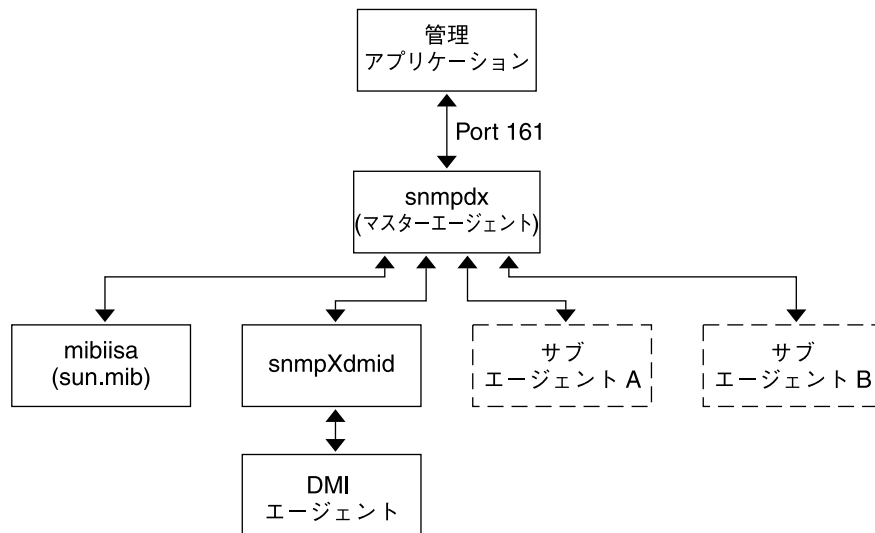 管理
アプリケーション
Port 161
snmpdx
(マスターエージェント)
mibiisa
(sun.mib)
snmpXdmid
サブ
エージェント A
サブ
エージェント B
DMI
エージェント